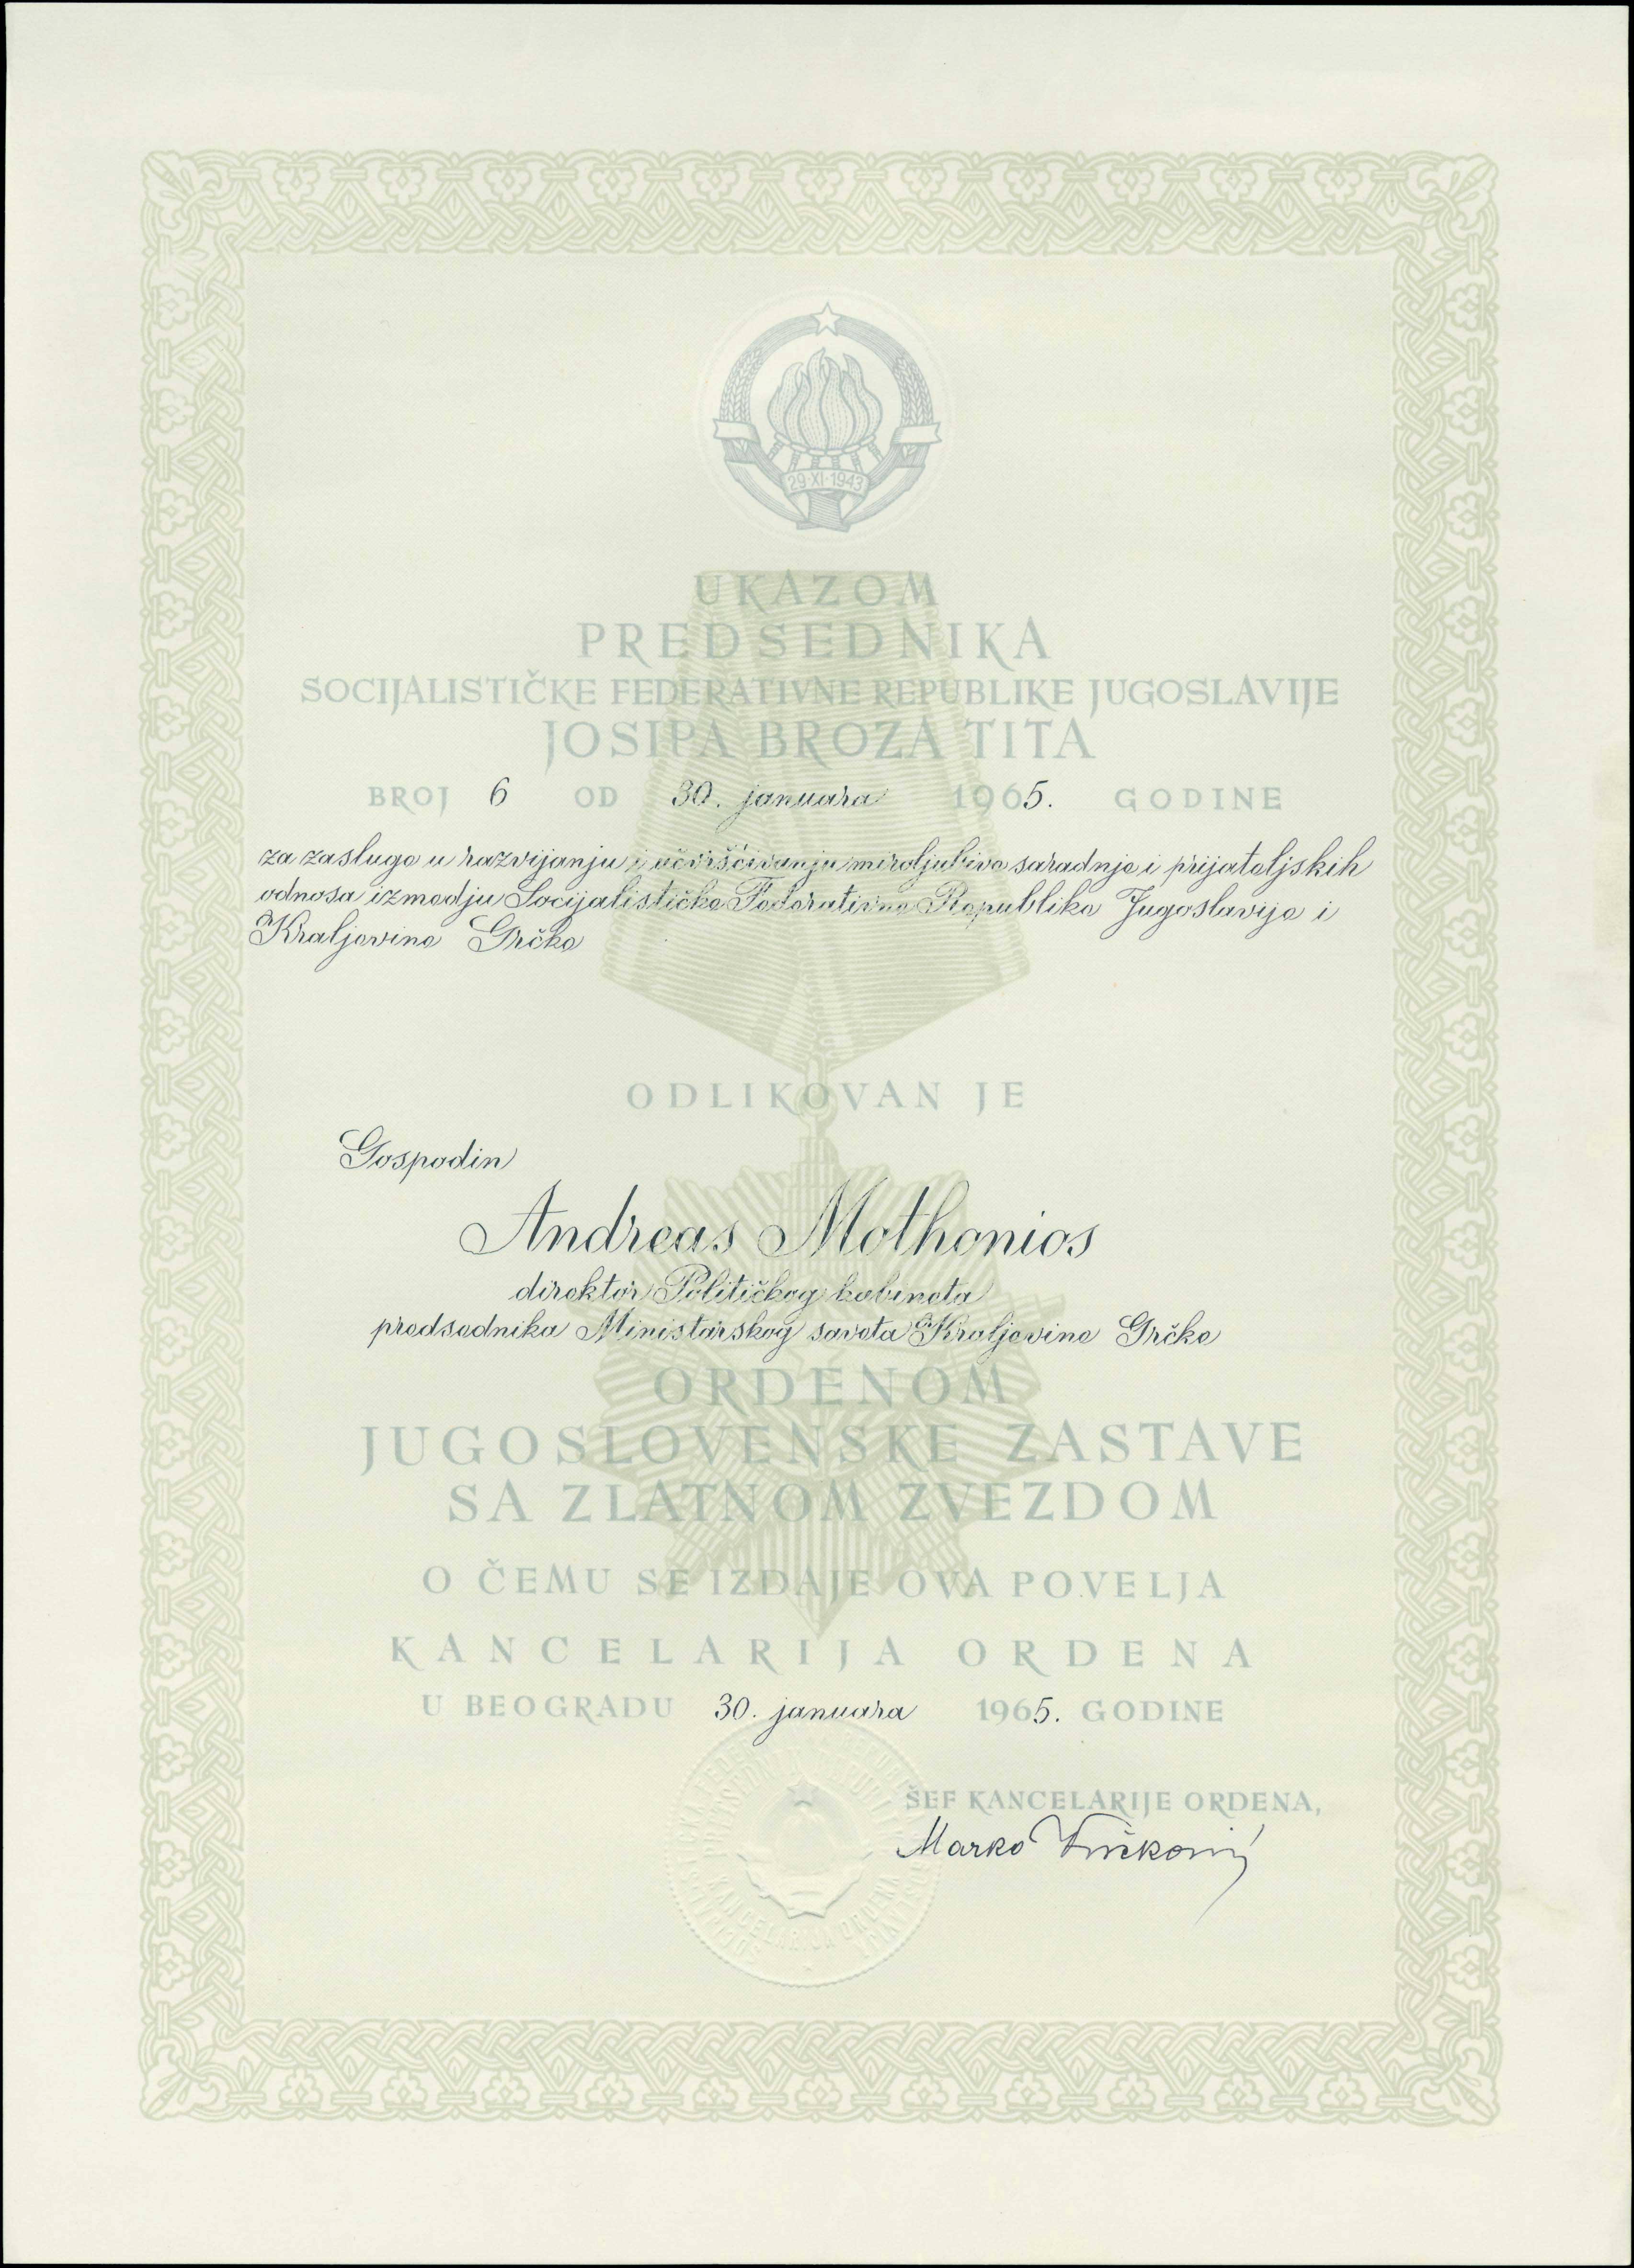 29·XI·1943
UKAZOM
PREDSEDNIKA
SOCIJALISTIČKE FEDERATIVNE REPUBLIKE JUGOSLAVIJE
JOSIPA BROZA TITA
BROJ 6 OD 30. januara 1965. GODINE
za zasluge u razvijanju i učvršćivanju miroljubive saradnje i prijateljskih
odnosa izmedju Socijalističke Federativne Republike Jugoslavije i
Kraljevine Grčke
ODLIKOVAN JE
Gospodin
Andreas Mothonios
direktor Političkog kabineta
predsednika Ministarskog saveta Kraljevine Grčke
ORDENOM
JUGOSLOVENSKE ZASTAVE
SA ZLATNOM ZVEZDOM
O ČEMU SE IZDAJE OVA POVELJA
KANCELARIJA ORDENA
U BEOGRADU 30. januara 1965. GODINE
ŠEF KANCELARIJE ORDENA,
Marko
KANCELARIJA ORDENA